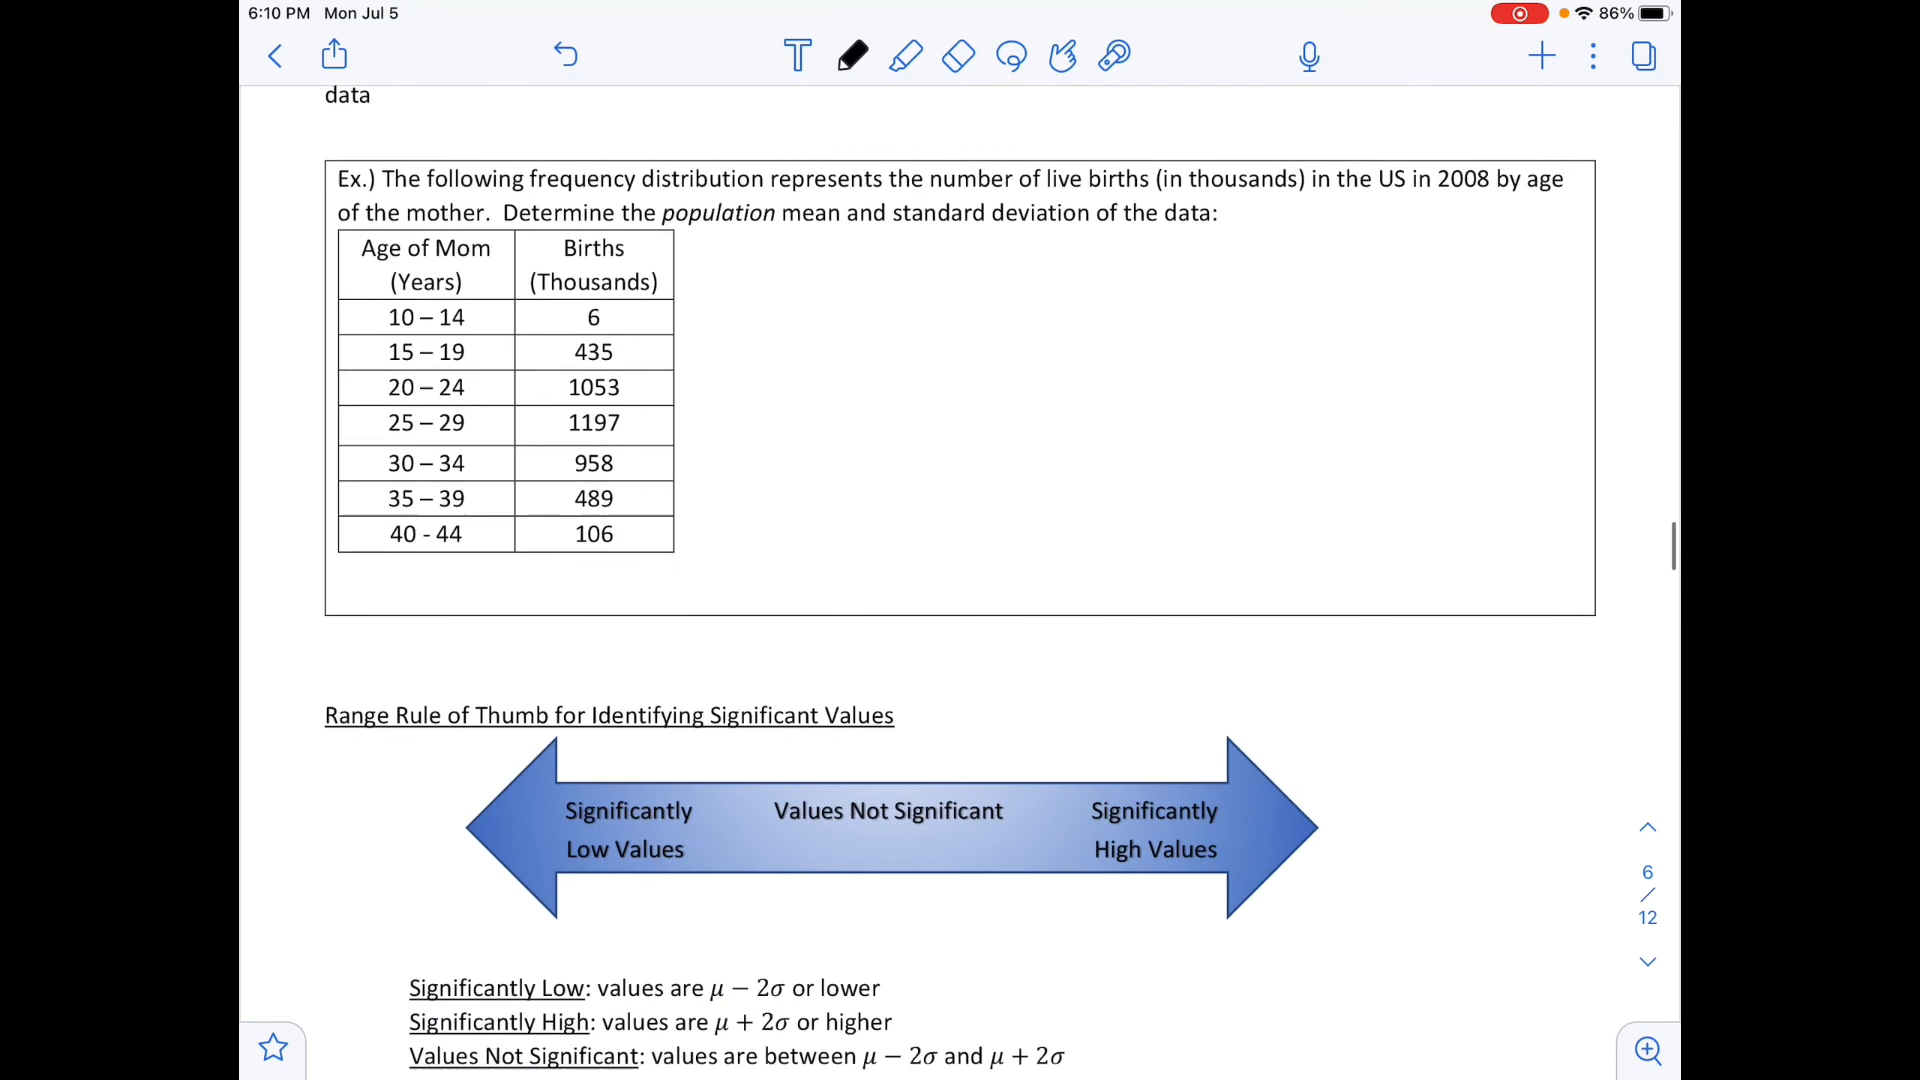 6:10 PM Mon Jul 5
86%
data
Ex.) The following frequency distribution represents the number of live births (in thousands) in the US in 2008 by age
of the mother. Determine the population mean and standard deviation of the data:
Age of Mom (Years) Births (Thousands)
10 – 14 6
15 – 19 435
20 – 24 1053
25 – 29 1197
30 – 34 958
35 – 39 489
40 - 44 106
Range Rule of Thumb for Identifying Significant Values
Significantly Values Not Significant Significantly
Low Values High Values
6
/
12
Significantly Low: values are μ − 2σ or lower
Significantly High: values are μ + 2σ or higher
Values Not Significant: values are between μ − 2σ and μ + 2σ